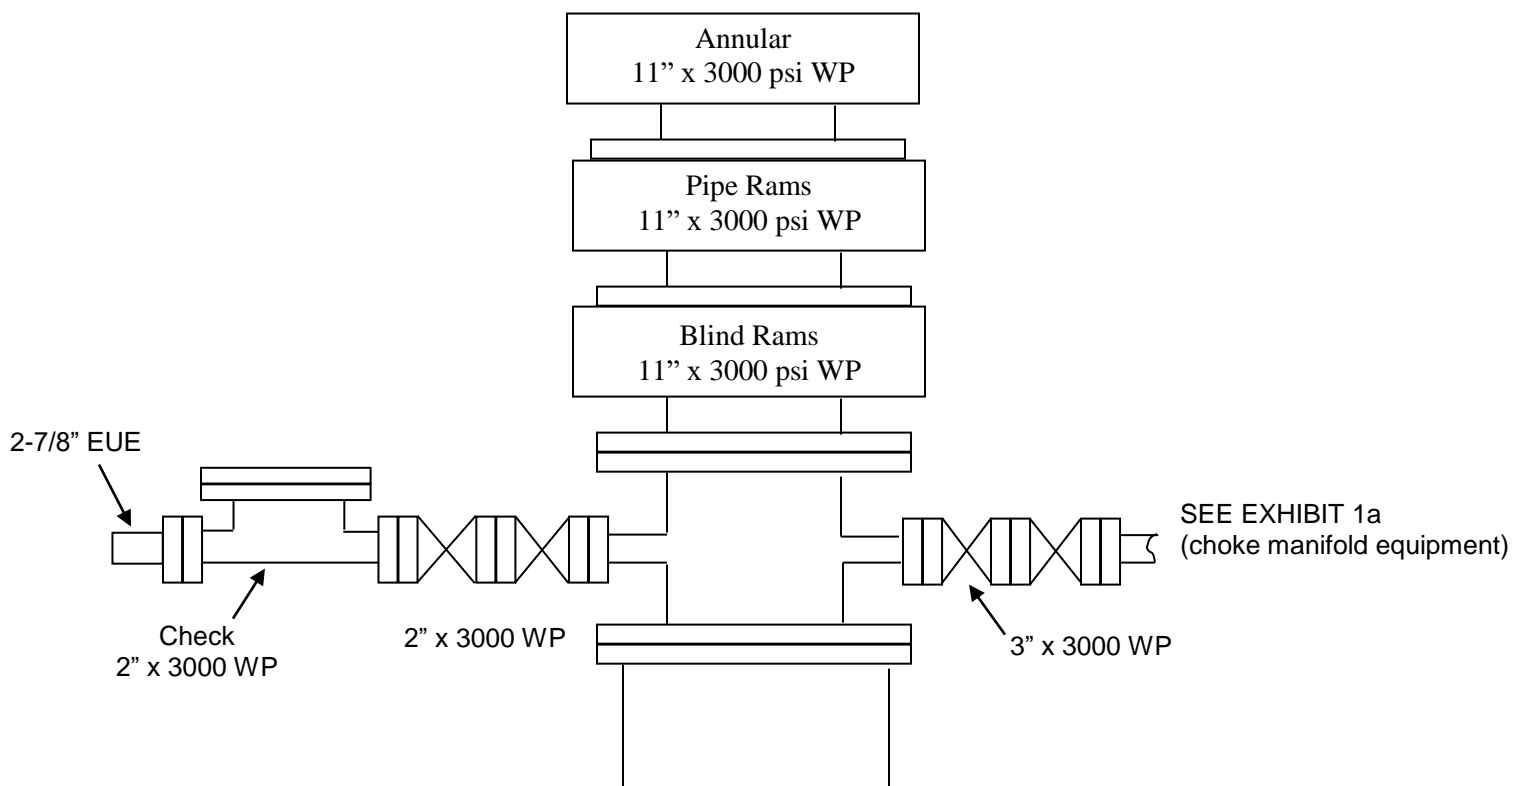 Annular
11” x 3000 psi WP
Pipe Rams
11” x 3000 psi WP
Blind Rams
11” x 3000 psi WP
2-7/8” EUE
SEE EXHIBIT 1a
(choke manifold equipment)
Check
2” x 3000 WP
2” x 3000 WP
3” x 3000 WP